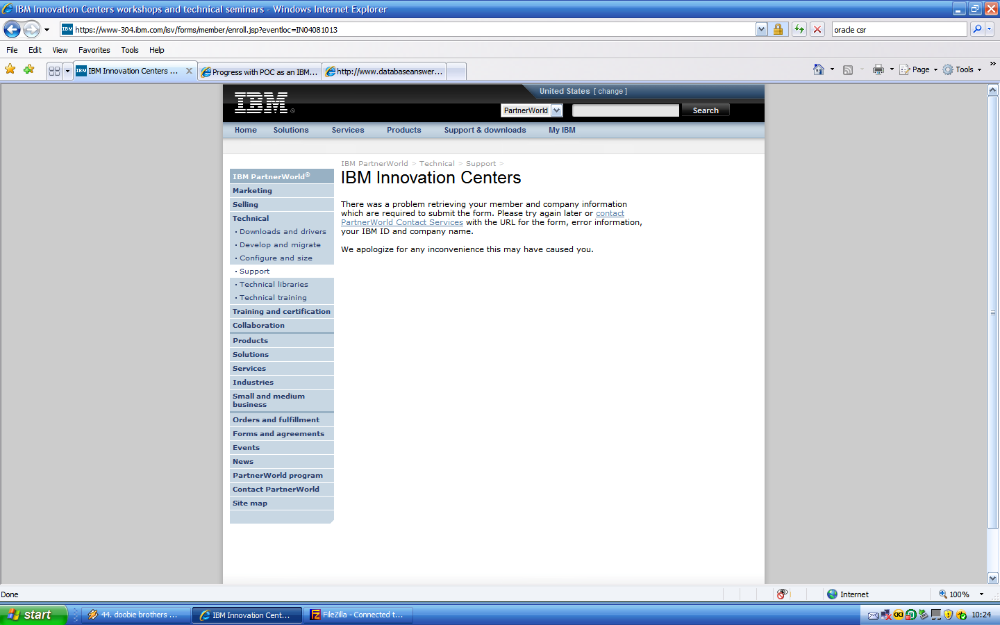 IBM Innovation Centers workshops and technical seminars - Windows Internet Explorer
https://www-304.ibm.com/isv/forms/member/enroll.jsp?eventloc=IN04081013
oracle csr
File Edit View Favorites Tools Help
IBM Innovation Centers ...
Progress with POC as an IBM...
http://www.databaseanswer...
Page
Tools
United States [ change ]
IBM ®
PartnerWorld
Search
Home Solutions Services Products Support & downloads My IBM
IBM PartnerWorld > Technical > Support >
IBM Innovation Centers
There was a problem retrieving your member and company information
which are required to submit the form. Please try again later or contact
PartnerWorld Contact Services with the URL for the form, error information,
your IBM ID and company name.
We apologize for any inconvenience this may have caused you.
IBM PartnerWorld®
Marketing
Selling
Technical
· Downloads and drivers
· Develop and migrate
· Configure and size
· Support
· Technical libraries
· Technical training
Training and certification
Collaboration
Products
Solutions
Services
Industries
Small and medium
business
Orders and fulfillment
Forms and agreements
Events
News
PartnerWorld program
Contact PartnerWorld
Site map
Done
Internet
100%
start
44. doobie brothers ...
IBM Innovation Cent...
FileZilla - Connected t...
10:24